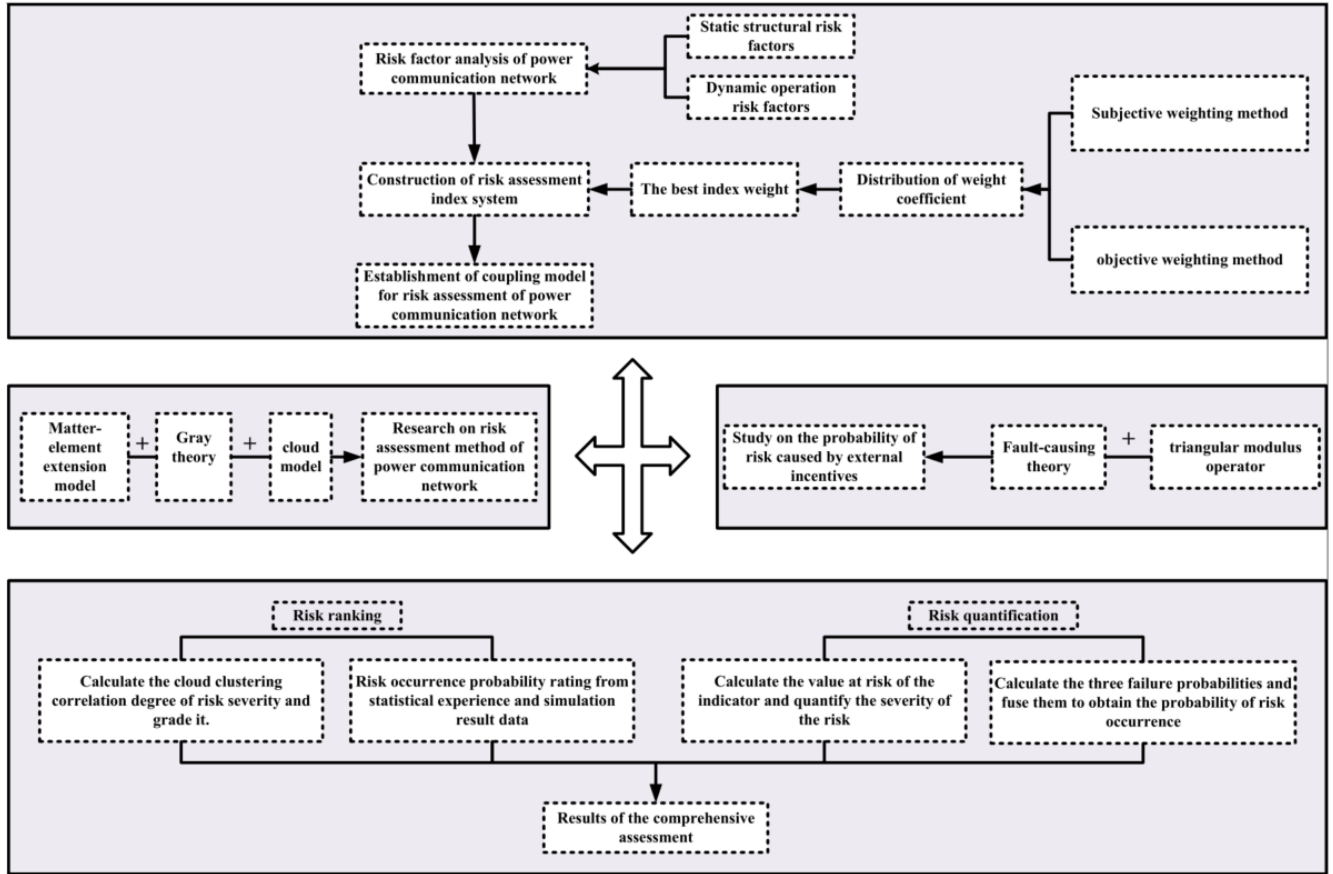 Static structural risk
factors
Risk factor analysis of power
communication network
Dynamic operation
risk factors
Subjective weighting method
Construction of risk assessment
index system
The best index weight
Distribution of weight
coefficient
objective weighting method
Establishment of coupling model
for risk assessment of power
communication network
Matter-
element
extension
model
+
Gray
theory
+
cloud
model
Research on risk
assessment method of
power communication
network
Study on the probability of
risk caused by external
incentives
Fault-causing
theory
+
triangular modulus
operator
Risk ranking
Risk quantification
Calculate the cloud clustering
correlation degree of risk severity and
grade it.
Risk occurrence probability rating from
statistical experience and simulation
result data
Calculate the value at risk of the
indicator and quantify the severity of
the risk
Calculate the three failure probabilities and
fuse them to obtain the probability of risk
occurrence
Results of the comprehensive
assessment